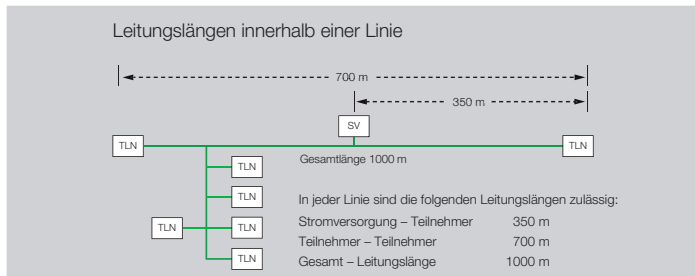 Leitungslängen innerhalb einer Linie
700 m
350 m
SV
TLN
TLN
Gesamtlänge 1000 m
TLN
TLN
TLN
TLN
TLN
In jeder Linie sind die folgenden Leitungslängen zulässig:
Stromversorgung – Teilnehmer 350 m
Teilnehmer – Teilnehmer 700 m
Gesamt – Leitungslänge 1000 m